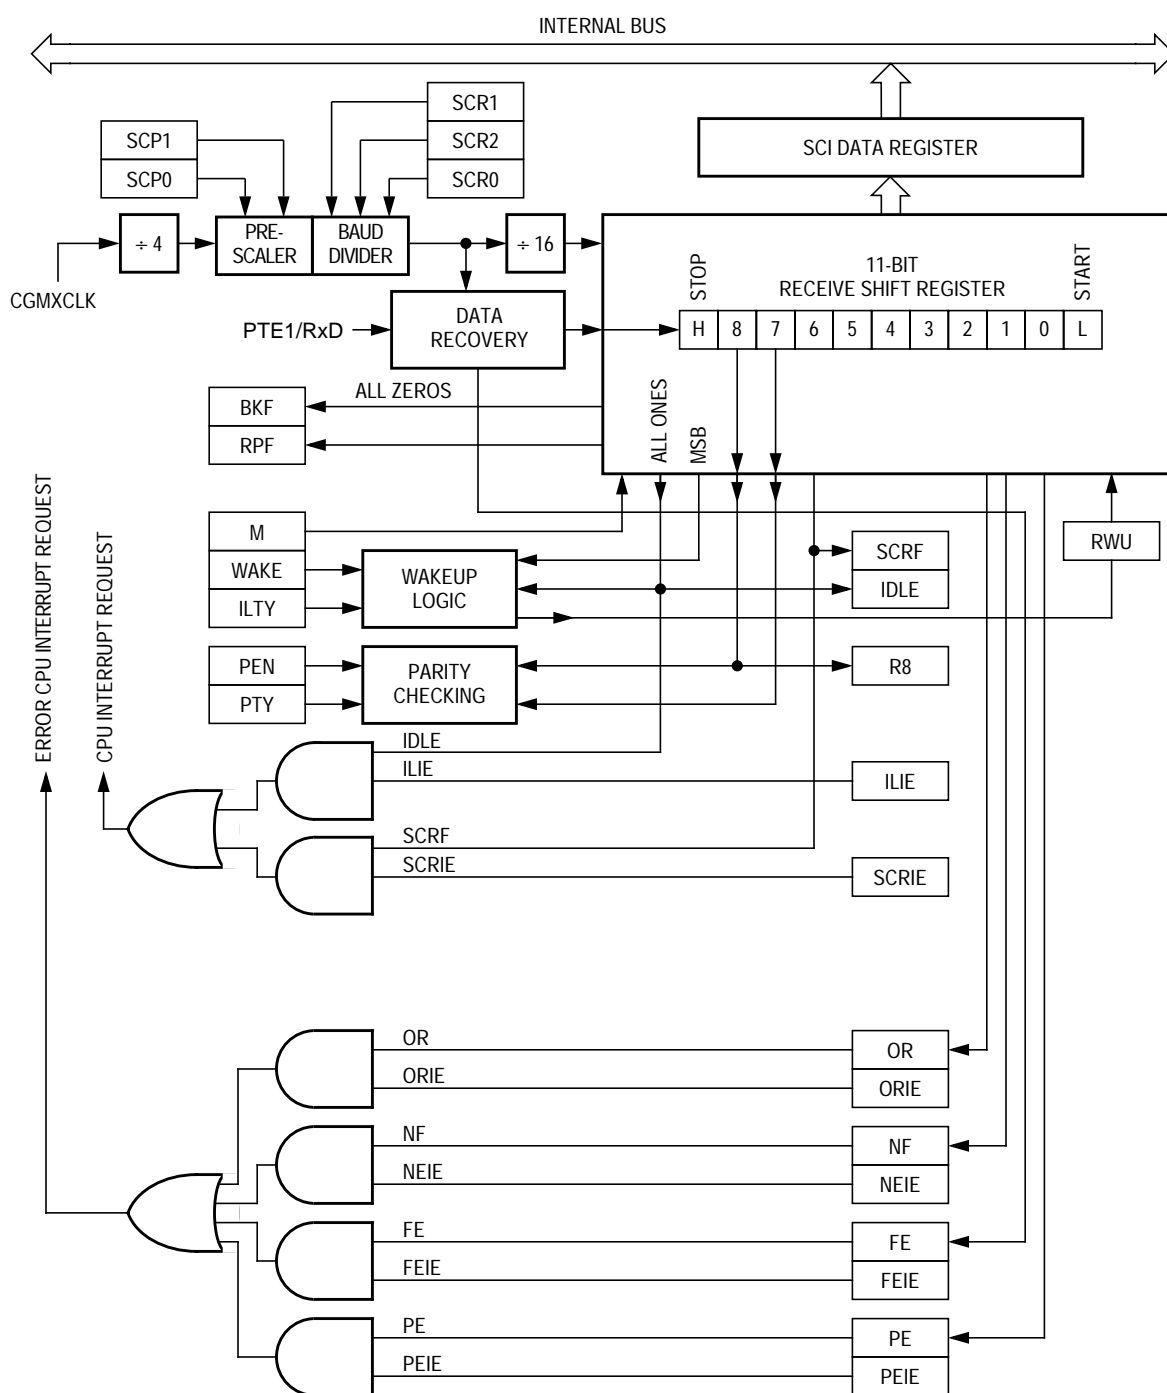 INTERNAL BUS
SCR1
SCP1
SCR2
SCI DATA REGISTER
SCP0
SCR0
÷ 4
PRE-
SCALER
BAUD
DIVIDER
÷ 16
CGMXCLK
STOP
11-BIT
RECEIVE SHIFT REGISTER
START
PTE1/RxD
DATA
RECOVERY
H 8 7 6 5 4 3 2 1 0 L
BKF
ALL ZEROS
RPF
ALL ONES
MSB
M
WAKE
ILTY
WAKEUP
LOGIC
SCRF
IDLE
RWU
PEN
PTY
PARITY
CHECKING
R8
ERROR CPU INTERRUPT REQUEST
CPU INTERRUPT REQUEST
IDLE
ILIE
ILIE
SCRF
SCRIE
SCRIE
OR
OR
ORIE
ORIE
NF
NF
NEIE
NEIE
FE
FE
FEIE
FEIE
PE
PE
PEIE
PEIE